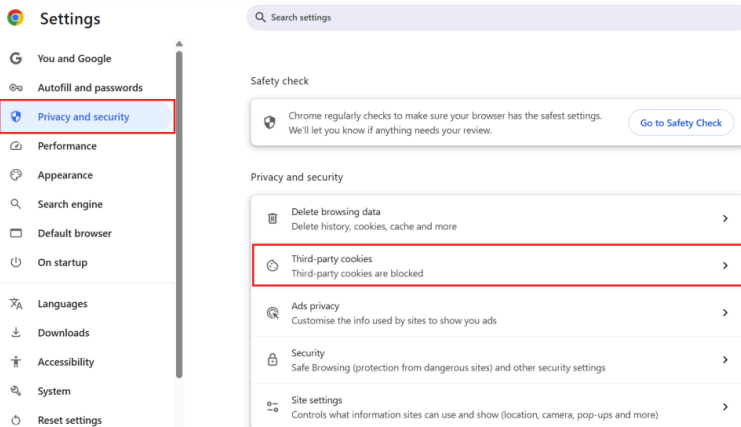 Settings
Search settings
You and Google
Autofill and passwords
Privacy and security
Performance
Appearance
Search engine
Default browser
On startup
Languages
Downloads
Accessibility
System
Reset settings
Safety check
Chrome regularly checks to make sure your browser has the safest settings.
We'll let you know if anything needs your review.
Go to Safety Check
Privacy and security
Delete browsing data
Delete history, cookies, cache and more
Third-party cookies
Third-party cookies are blocked
Ads privacy
Customise the info used by sites to show you ads
Security
Safe Browsing (protection from dangerous sites) and other security settings
Site settings
Controls what information sites can use and show (location, camera, pop-ups and more)